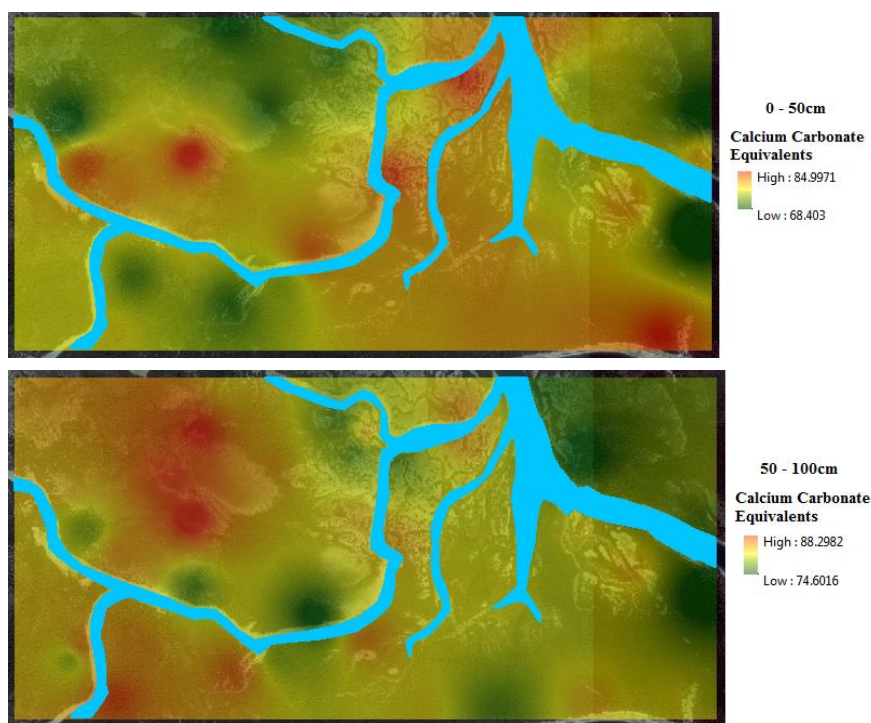 0 - 50cm
Calcium Carbonate
Equivalents
High : 84.9971
Low : 68.403
50 - 100cm
Calcium Carbonate
Equivalents
High : 88.2982
Low : 74.6016